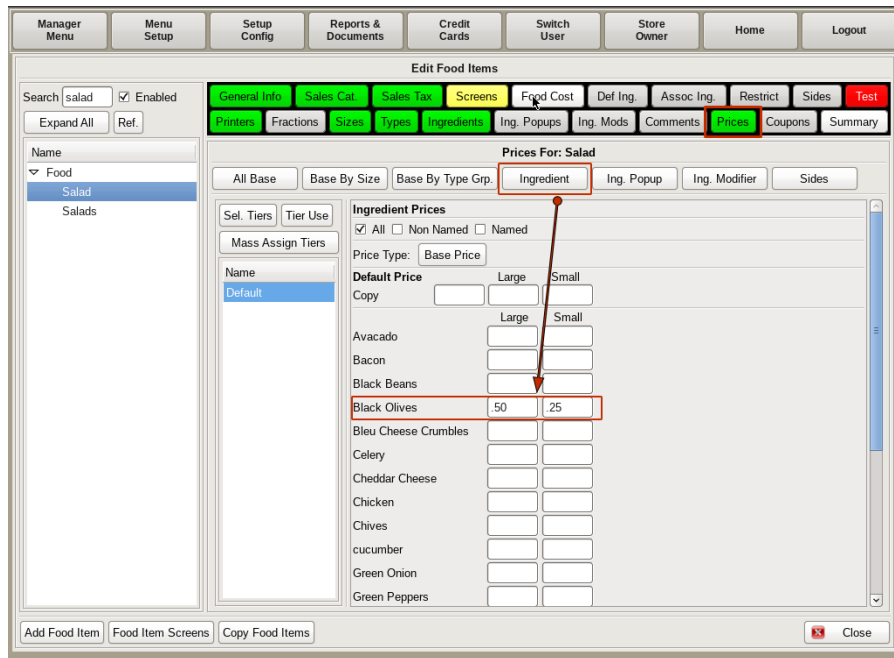 Manager Menu Menu Setup Setup Config Reports & Documents Credit Cards Switch User Store Owner Home Logout
Edit Food Items
Search salad Enabled
General Info Sales Cat. Sales Tax Screens Food Cost Def Ing. Assoc Ing. Restrict Sides Test
Expand All Ref.
Printers Fractions Sizes Types Ingredients Ing. Popups Ing. Mods Comments Prices Coupons Summary
Name
Food
Salad
Salads
Prices For: Salad
All Base Base By Size Base By Type Grp. Ingredient Ing. Popup Ing. Modifier Sides
Sel. Tiers Tier Use
Mass Assign Tiers
Name
Default
Ingredient Prices
All Non Named Named
Price Type: Base Price
Default Price Large Small
Copy
Large Small
Avacado
Bacon
Black Beans
Black Olives .50 .25
Bleu Cheese Crumbles
Celery
Cheddar Cheese
Chicken
Chives
cucumber
Green Onion
Green Peppers
Add Food Item Food Item Screens Copy Food Items Close